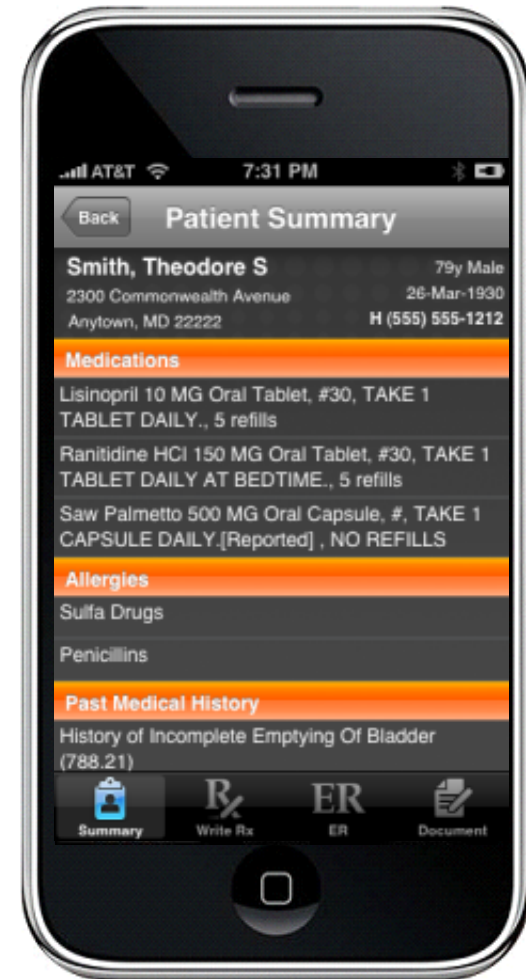 AT&T 7:31 PM
Back Patient Summary
Smith, Theodore S 79y Male
2300 Commonwealth Avenue 26-Mar-1930
Anytown, MD 22222 H (555) 555-1212
Medications
Lisinopril 10 MG Oral Tablet, #30, TAKE 1
TABLET DAILY., 5 refills
Ranitidine HCl 150 MG Oral Tablet, #30, TAKE 1
TABLET DAILY AT BEDTIME., 5 refills
Saw Palmetto 500 MG Oral Capsule, #, TAKE 1
CAPSULE DAILY.[Reported] , NO REFILLS
Allergies
Sulfa Drugs
Penicillins
Past Medical History
History of Incomplete Emptying Of Bladder
(788.21)
Rx ER
Summary Write Rx ER Document